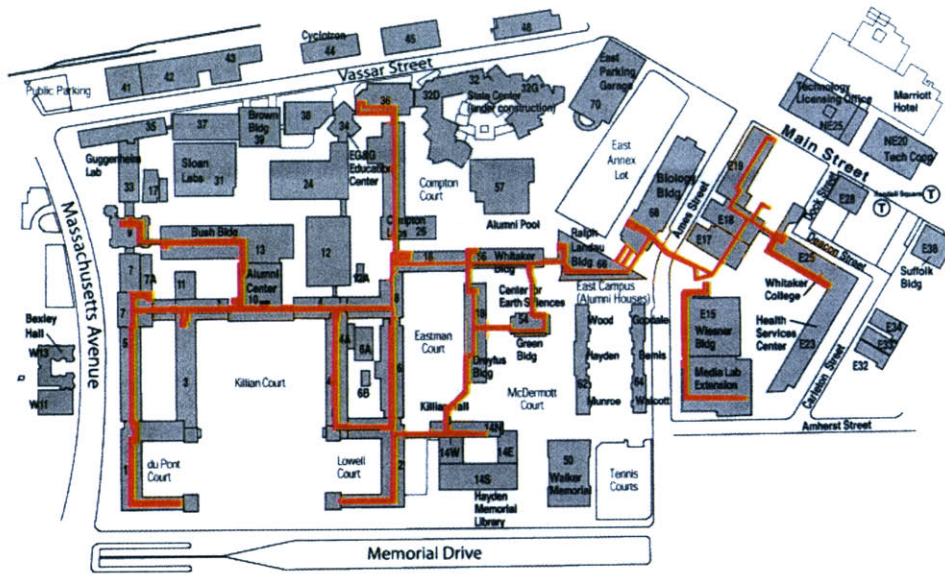 48
45
Cyclotron
44
43
42
41
Vassar Street
Public Parking
East
Parking
Garage
70
32
32D
32G
Stata Center
(under construction)
36
38
Brown
Bldg
39
37
35
34
EG&G
Education
Center
Guggenheim
Lab
Sloan
Labs
31
33
17
24
Compton
Court
57
Alumni Pool
East
Annex
Lot
Biology
Bldg
68
Ames Street
E19
Technology
Licensing Office
NE25
Marriott
Hotel
Main Street
NE20
Tech Coop
Dock Street
E28
T
T
Deacon Street
E38
Suffolk
Bldg
E18
E17
E25
Whitaker
College
Health
Services
Center
E23
E34
E33
E32
Carleton Street
Amherst Street
E15
Wiesner
Bldg
Media Lab
Extension
Massachusetts Avenue
9
Bush Bldg
13
12
12A
26
Alumni
Center
10
7
7A
11
7
16
56
Whitaker
Bldg
Ralph
Landau
Bldg
66
East Campus
(Alumni Houses)
Center for
Earth Sciences
54
Green
Bldg
18
Dreyfus Bldg
Eastman
Court
8
6
6A
6B
4A
4
Killian Court
3
5
Bexley
Hall
W13
W11
Wood
Goodale
Hayden
Bemis
62
64
Munroe
Walcott
McDermott
Court
Killian Hall
14N
14W
14E
14S
Hayden
Memorial
Library
50
Walker
Memorial
Tennis
Courts
1
du Pont
Court
Lowell
Court
2
Memorial Drive